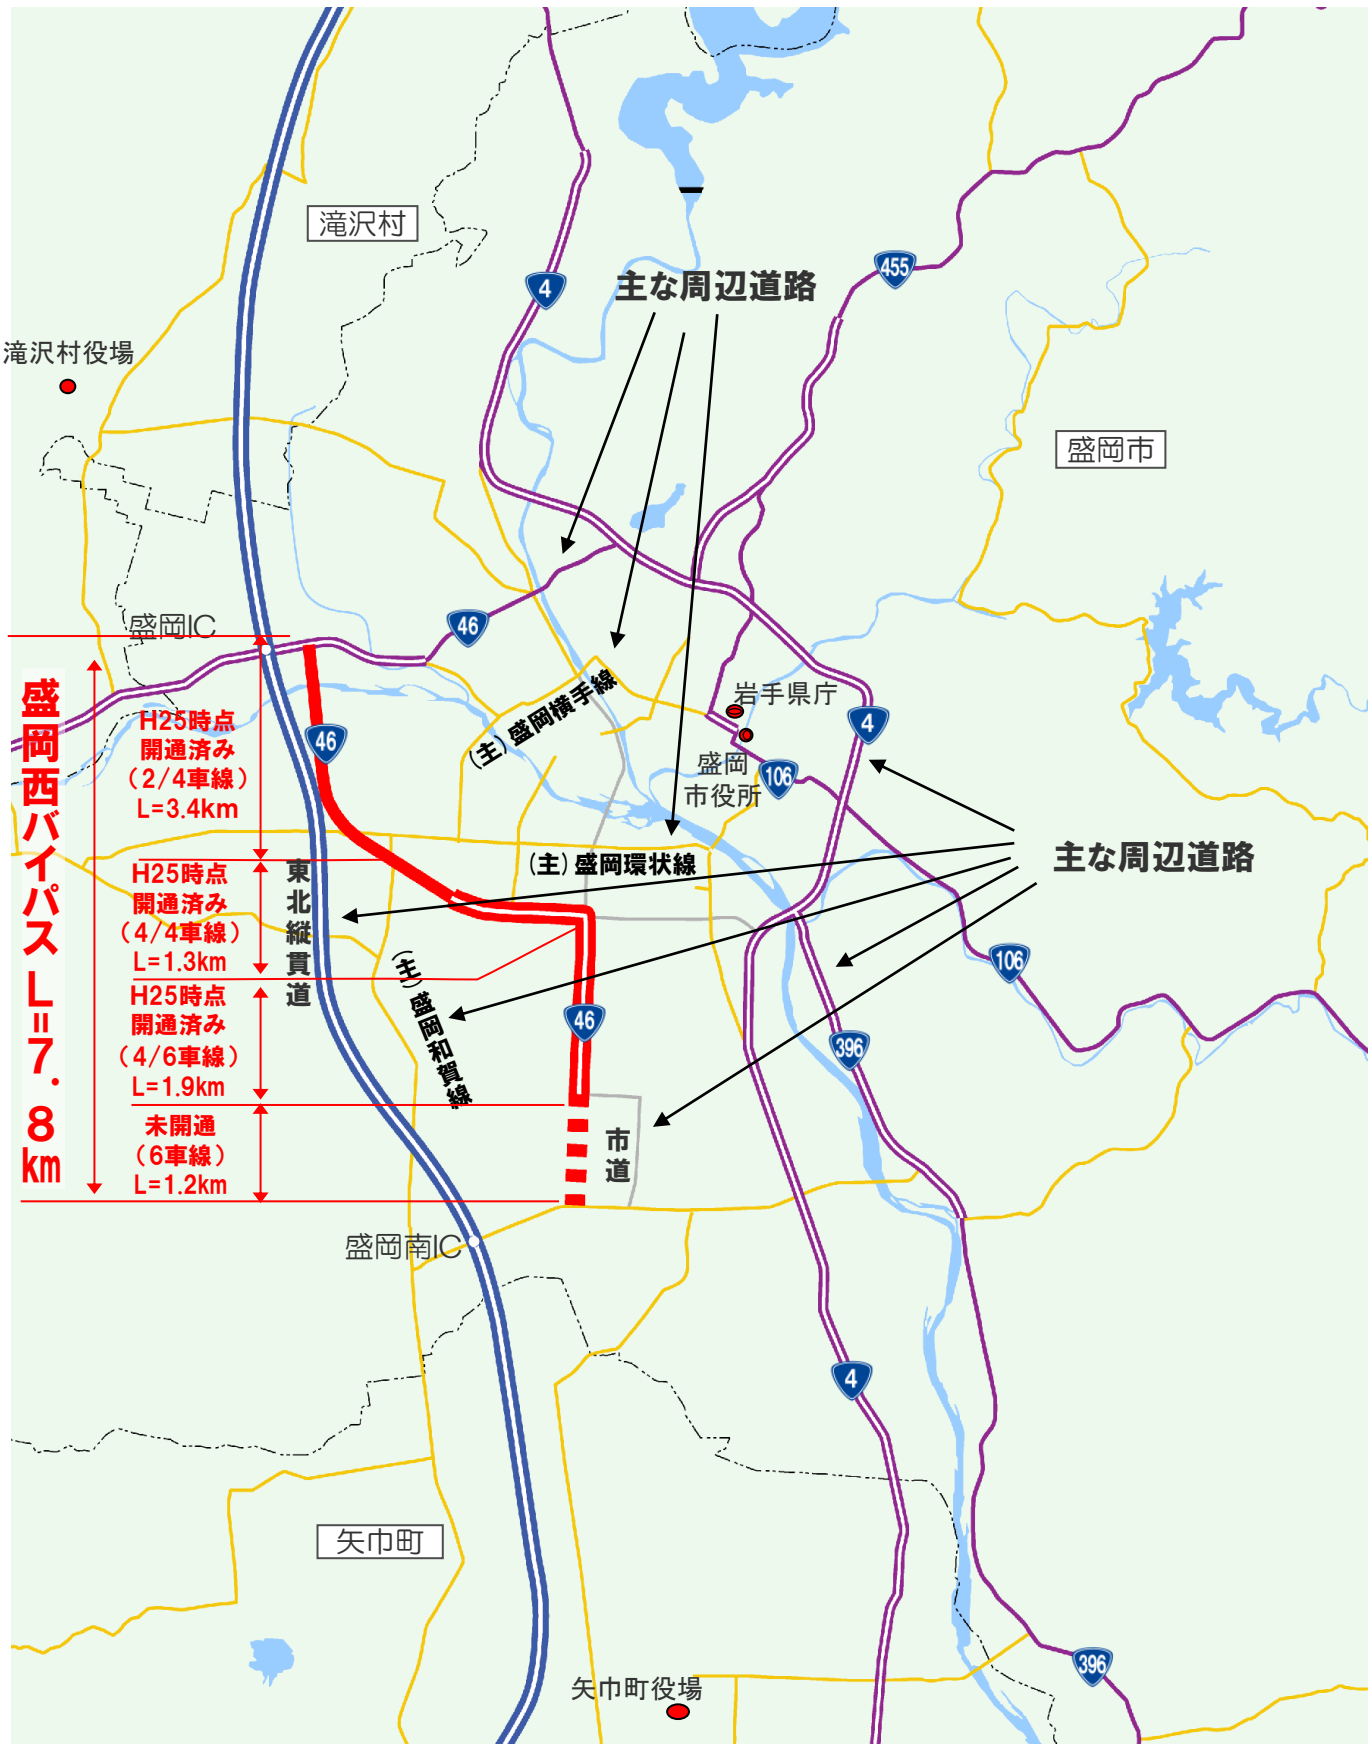 滝沢村
4
主な周辺道路
455
滝沢村役場
盛岡市
盛岡IC
46
盛岡西バイパス L=7.8km
H25時点
開通済み
(2/4車線)
L=3.4km
46
(主)盛岡横手線
岩手県庁
盛岡
市役所
106
4
主な周辺道路
(主)盛岡環状線
東北縦貫道
H25時点
開通済み
(4/4車線)
L=1.3km
(主)盛岡和賀線
106
H25時点
開通済み
(4/6車線)
L=1.9km
46
396
未開通
(6車線)
L=1.2km
市道
盛岡南IC
4
矢巾町
396
矢巾町役場